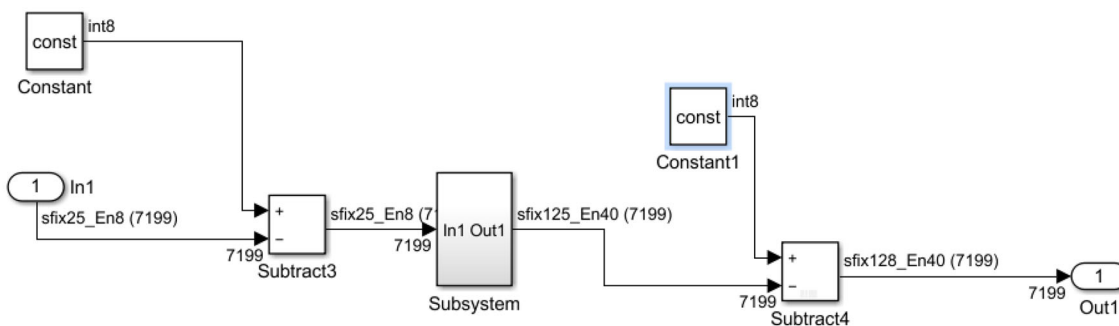 int8
const
Constant
int8
const
Constant1
1
In1
sfix25_En8 (7199)
+
−
7199
Subtract3
sfix25_En8 (7
7199
In1 Out1
Subsystem
sfix125_En40 (7199)
+
−
7199
Subtract4
sfix128_En40 (7199)
7199
1
Out1